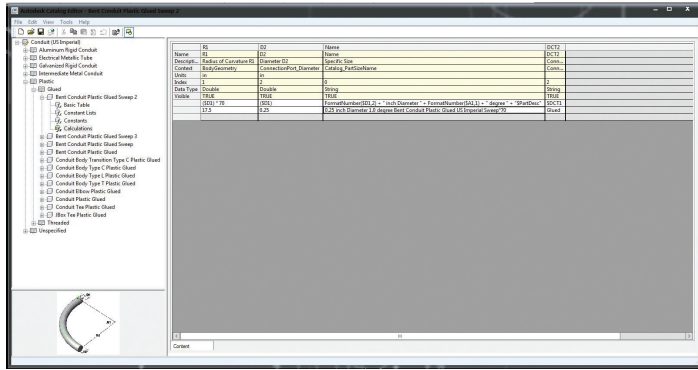 Autodesk Catalog Editor - Bent Conduit Plastic Glued Sweep 2
File Edit View Tools Help
Conduit (US Imperial)
Aluminum Rigid Conduit
Electrical Metallic Tube
Galvanized Rigid Conduit
Intermediate Metal Conduit
Plastic
Glued
Bent Conduit Plastic Glued Sweep 2
Basic Table
Constant Lists
Constants
Calculations
Bent Conduit Plastic Glued Sweep 3
Bent Conduit Plastic Glued Sweep
Bent Conduit Plastic Glued
Conduit Body Transition Type C Plastic Glued
Conduit Body Type C Plastic Glued
Conduit Body Type L Plastic Glued
Conduit Body Type T Plastic Glued
Conduit Elbow Plastic Glued
Conduit Plastic Glued
Conduit Tee Plastic Glued
JBox Tee Plastic Glued
Threaded
Unspecified
R1 D2 Name DCT2
Name R1 D2 Name DCT2
Descripti... Radius of Curvature R1 Diameter D2 Specific Size Conn...
Context BodyGeometry ConnectionPort_Diameter Catalog_PartSizeName Conn...
Units in in
Index 1 2 0 2
Data Type Double Double String String
Visible TRUE TRUE TRUE TRUE
($D1) * 70 ($D1) FormatNumber($D1,2) + " inch Diameter " + FormatNumber($A1,1) + " degree " + "$PartDesc" $DCT1
17.5 0.25 0.25 inch Diameter 1.0 degree Bent Conduit Plastic Glued US Imperial Sweep*70 Glued
Content